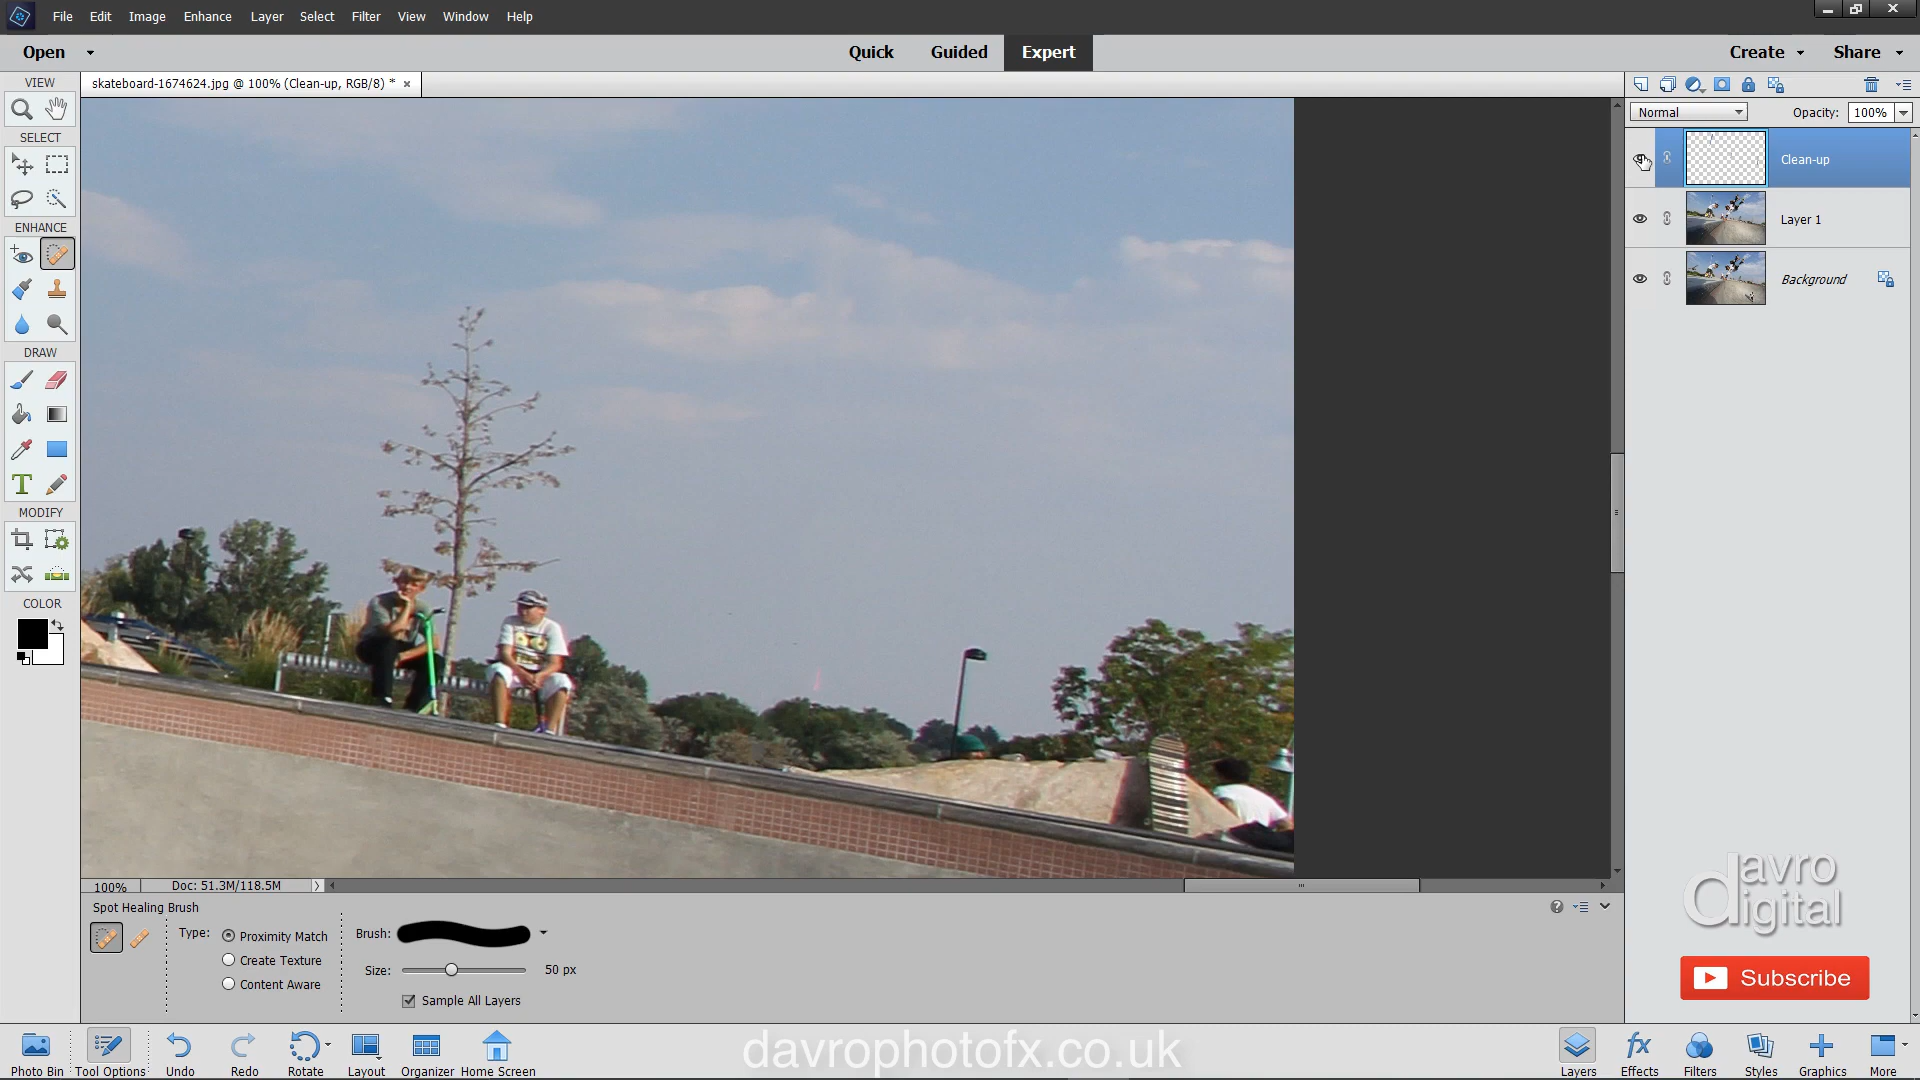 File Edit Image Enhance Layer Select Filter View Window Help
Open Quick Guided Expert Create Share
VIEW
skateboard-1674624.jpg @ 100% (Clean-up, RGB/8) *
Normal Opacity: 100%
SELECT
Clean-up
Layer 1
ENHANCE
Background
DRAW
T
MODIFY
COLOR
100% Doc: 51.3M/118.5M
davro
digital
Spot Healing Brush
Type: Proximity Match
Create Texture
Content Aware
Brush:
Size: 50 px
Sample All Layers
Subscribe
Photo Bin Tool Options Undo Redo Rotate Layout Organizer Home Screen
davrophotofx.co.uk
fx
Layers Effects Filters Styles Graphics More